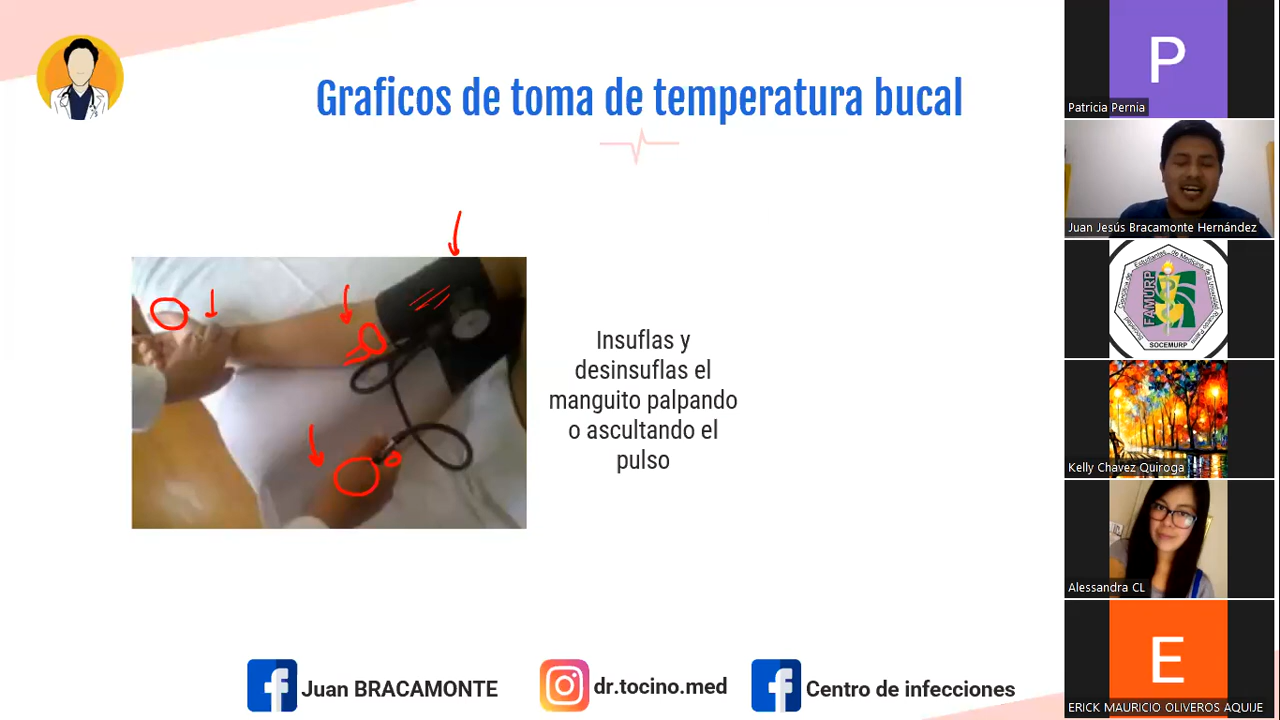 Graficos de toma de temperatura bucal
Insuflas y
desinsuflas el
manguito palpando
o ascultando el
pulso
Juan BRACAMONTE
dr.tocino.med
Centro de infecciones
P
Patricia Pernia
Juan Jesús Bracamonte Hernández
FAMURP
SOCEMURP
Kelly Chavez Quiroga
Alessandra CL
E
ERICK MAURICIO OLIVEROS AQUIJE